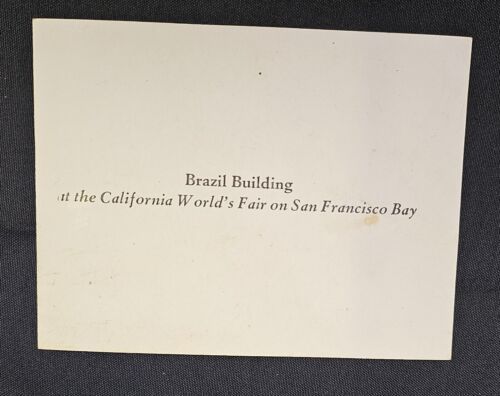 Brazil Building
at the California World's Fair on San Francisco Bay